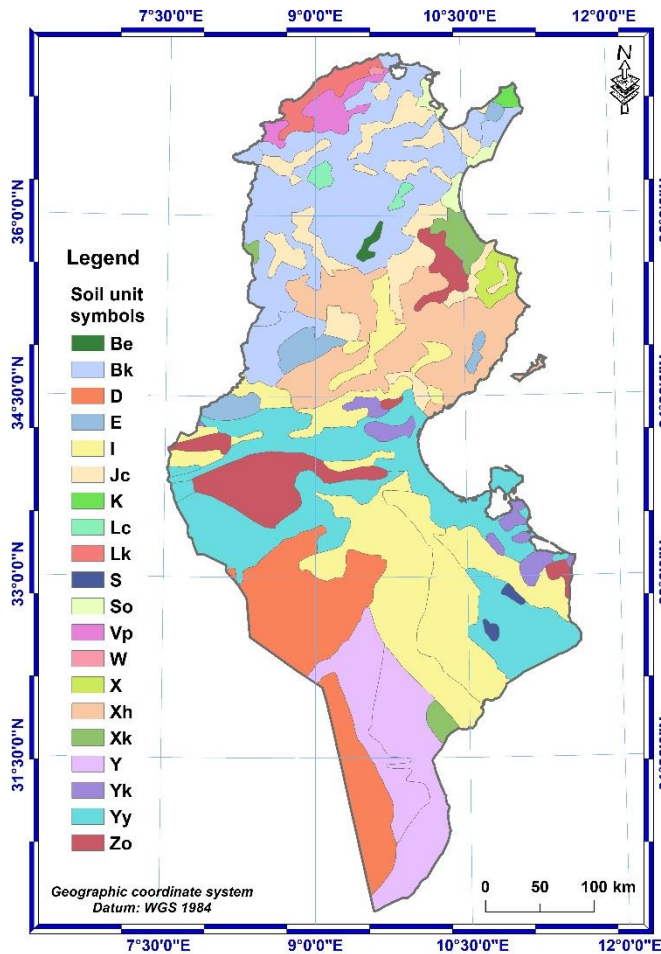 7°30'0"E 9°0'0"E 10°30'0"E 12°0'0"E
N
36°0'0"N
34°30'0"N
33°0'0"N
31°30'0"N
Legend
Soil unit
symbols
Be
Bk
D
E
I
Jc
K
Lc
Lk
S
So
Vp
W
X
Xh
Xk
Y
Yk
Yy
Zo
Geographic coordinate system
Datum: WGS 1984
0 50 100 km
7°30'0"E 9°0'0"E 10°30'0"E 12°0'0"E